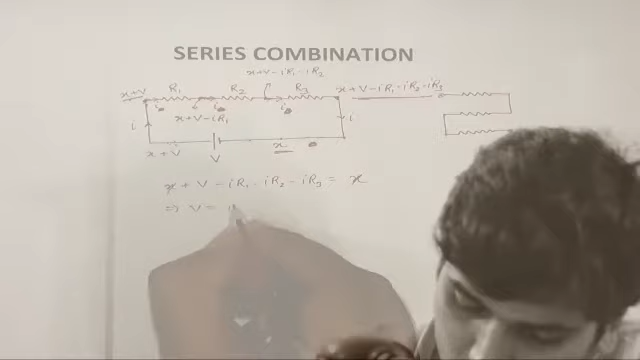 SERIES COMBINATION
x+V-iR₁-iR₂
x+V R₁ R₂ R₃ x+V-iR₁-iR₂-iR₃
i i i
i x+V-iR₁ i
x+V V x
x + V - iR₁ - iR₂ - iR₃ = x
⇒ V = i